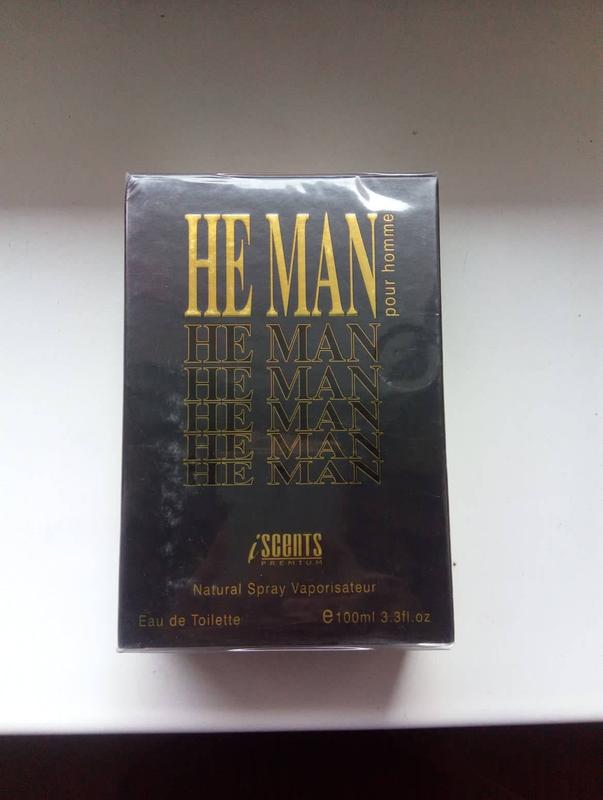 HE MAN
pour homme
HE MAN
HE MAN
HE MAN
HE MAN
HE MAN
iscents
PREMIUM
Natural Spray Vaporisateur
Eau de Toilette
e100ml 3.3fl.oz